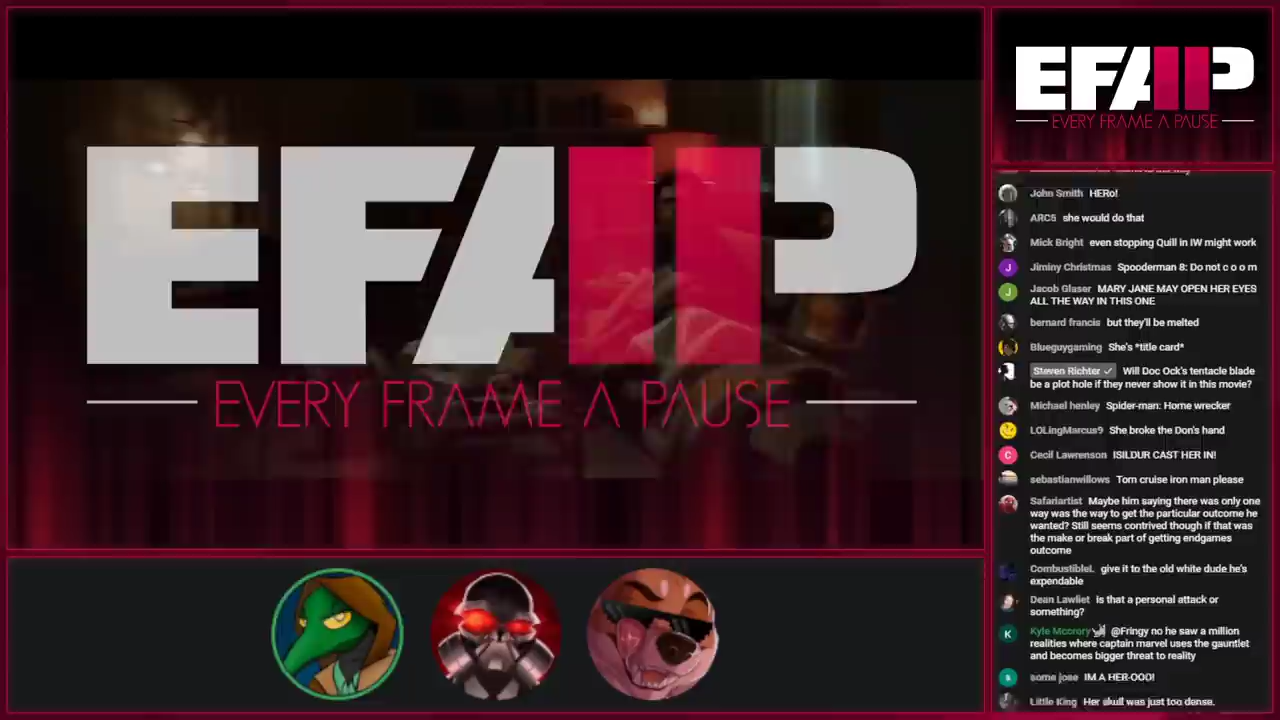 EFAP
EVERY FRAME A PAUSE
EFAP
EVERY FRAME A PAUSE
John Smith HERo!
ARC5 she would do that
Mick Bright even stopping Quill in IW might work
J Jiminy Christmas Spooderman 8: Do not c o o m
J Jacob Glaser MARY JANE MAY OPEN HER EYES
ALL THE WAY IN THIS ONE
bernard francis but they'll be melted
Blueguygaming She's *title card*
Steven Richter ✓ Will Doc Ock's tentacle blade
be a plot hole if they never show it in this movie?
Michael henley Spider-man: Home wrecker
LOLingMarcus9 She broke the Don's hand
C Cecil Lawrenson ISILDUR CAST HER IN!
sebastianwillows Tom cruise iron man please
Safariartist Maybe him saying there was only one
way was the way to get the particular outcome he
wanted? Still seems contrived though if that was
the make or break part of getting endgames
outcome
CombustibleL give it to the old white dude he's
expendable
Dean Lawliet Is that a personal attack or
something?
K Kyle Mccrory @Fringy no he saw a million
realities where captain marvel uses the gauntlet
and becomes bigger threat to reality
s some jose IM A HER-OOO!
Little King Her skull was just too dense.